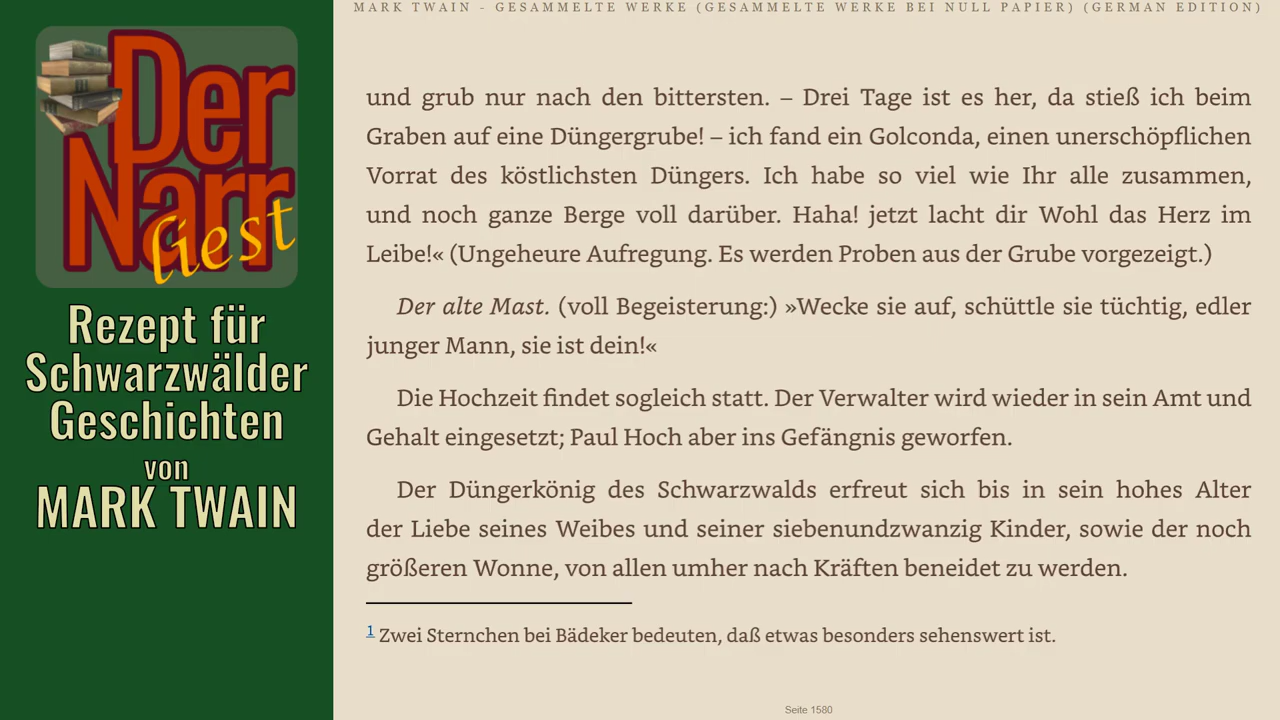 Der
Narr
liest
Rezept für
Schwarzwälder
Geschichten
von
MARK TWAIN
MARK TWAIN - GESAMMELTE WERKE (GESAMMELTE WERKE BEI NULL PAPIER) (GERMAN EDITION)
und grub nur nach den bittersten. – Drei Tage ist es her, da stieß ich beim
Graben auf eine Düngergrube! – ich fand ein Golconda, einen unerschöpflichen
Vorrat des köstlichsten Düngers. Ich habe so viel wie Ihr alle zusammen,
und noch ganze Berge voll darüber. Haha! jetzt lacht dir Wohl das Herz im
Leibe!« (Ungeheure Aufregung. Es werden Proben aus der Grube vorgezeigt.)
Der alte Mast. (voll Begeisterung:) »Wecke sie auf, schüttle sie tüchtig, edler
junger Mann, sie ist dein!«
Die Hochzeit findet sogleich statt. Der Verwalter wird wieder in sein Amt und
Gehalt eingesetzt; Paul Hoch aber ins Gefängnis geworfen.
Der Düngerkönig des Schwarzwalds erfreut sich bis in sein hohes Alter
der Liebe seines Weibes und seiner siebenundzwanzig Kinder, sowie der noch
größeren Wonne, von allen umher nach Kräften beneidet zu werden.
1 Zwei Sternchen bei Bädeker bedeuten, daß etwas besonders sehenswert ist.
Seite 1580